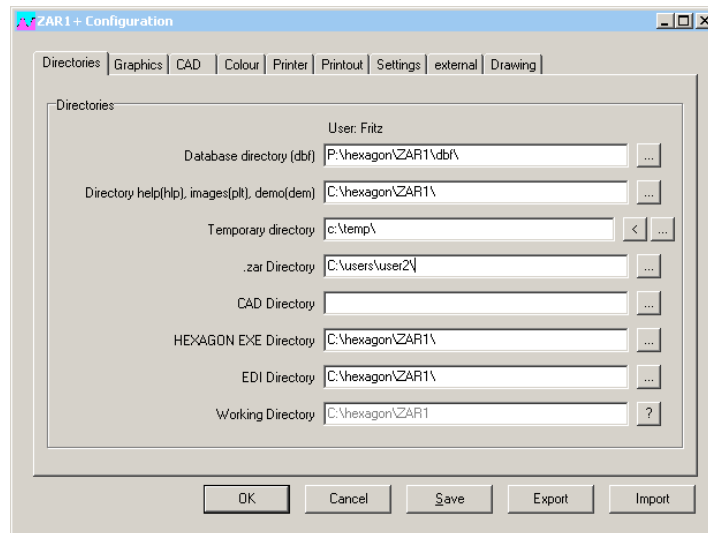 ZAR1+ Configuration
Directories Graphics CAD Colour Printer Printout Settings external Drawing
Directories
User: Fritz
Database directory (dbf) P:\hexagon\ZAR1\dbf\ ...
Directory help(hlp), images(plt), demo(dem) C:\hexagon\ZAR1\ ...
Temporary directory c:\temp\ < ...
.zar Directory C:\users\user2\ ...
CAD Directory ...
HEXAGON EXE Directory C:\hexagon\ZAR1\ ...
EDI Directory C:\hexagon\ZAR1\ ...
Working Directory C:\hexagon\ZAR1 ?
OK Cancel Save Export Import